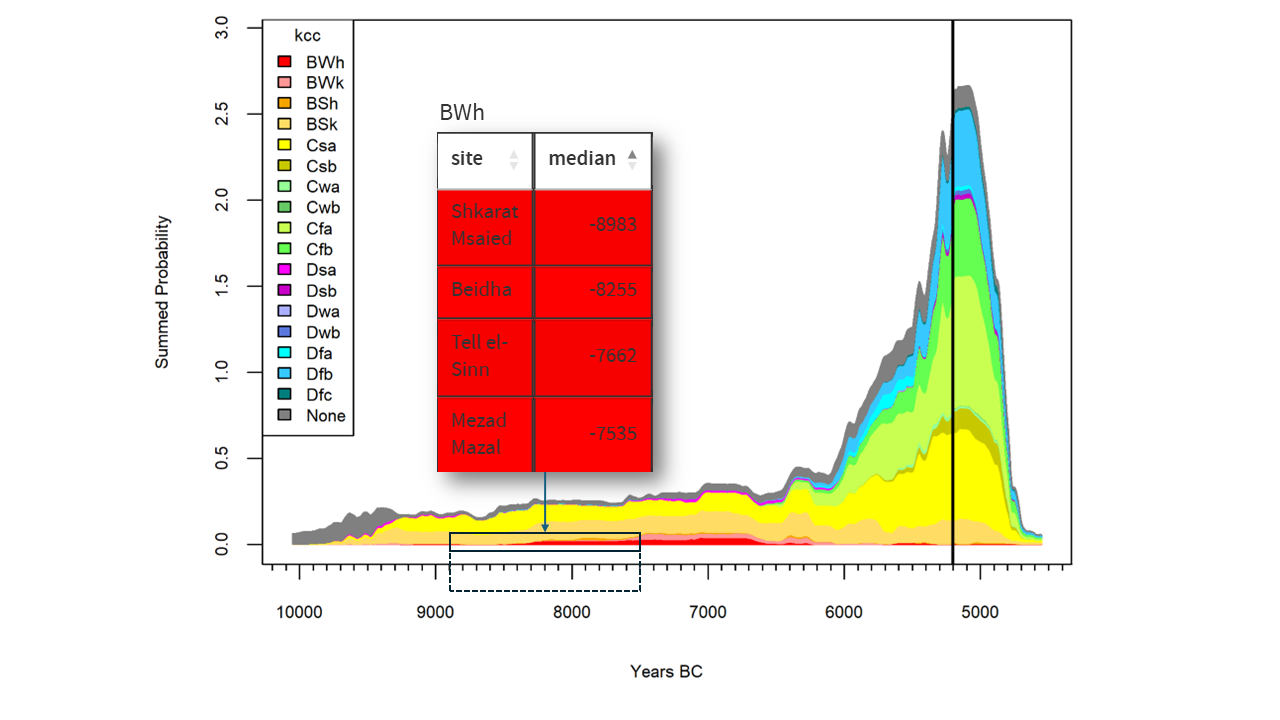 kcc
BWh
BWk
BSh
BSk
Csa
Csb
Cwa
Cwb
Cfa
Cfb
Dsa
Dsb
Dwa
Dwb
Dfa
Dfb
Dfc
None
BWh
site median
Shkarat
Msaied
-8983
Beidha -8255
Tell el-
Sinn
-7662
Mezad
Mazal
-7535
Summed Probability
3.0
2.5
2.0
1.5
1.0
0.5
0.0
10000 9000 8000 7000 6000 5000
Years BC